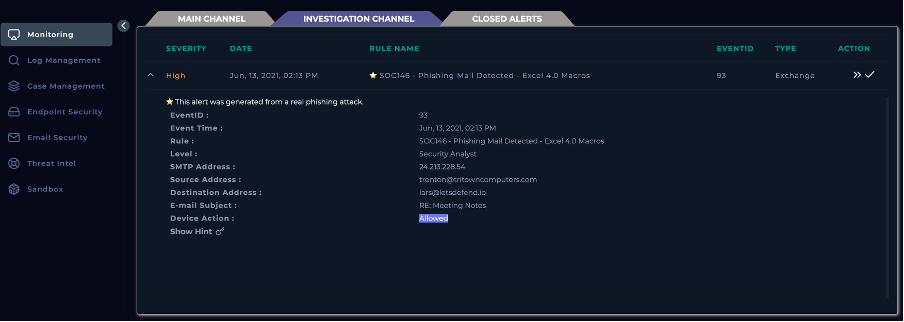 MAIN CHANNEL INVESTIGATION CHANNEL CLOSED ALERTS
Monitoring
Log Management
Case Management
Endpoint Security
Email Security
Threat Intel
Sandbox
SEVERITY DATE RULE NAME EVENTID TYPE ACTION
High Jun, 13, 2021, 02:13 PM ⭐ SOC146 - Phishing Mail Detected - Excel 4.0 Macros 93 Exchange
⭐ This alert was generated from a real phishing attack.
EventID : 93
Event Time : Jun, 13, 2021, 02:13 PM
Rule : SOC146 - Phishing Mail Detected - Excel 4.0 Macros
Level : Security Analyst
SMTP Address : 24.213.228.54
Source Address : trenton@tritowncomputers.com
Destination Address : lars@letsdefend.io
E-mail Subject : RE: Meeting Notes
Device Action : Allowed
Show Hint